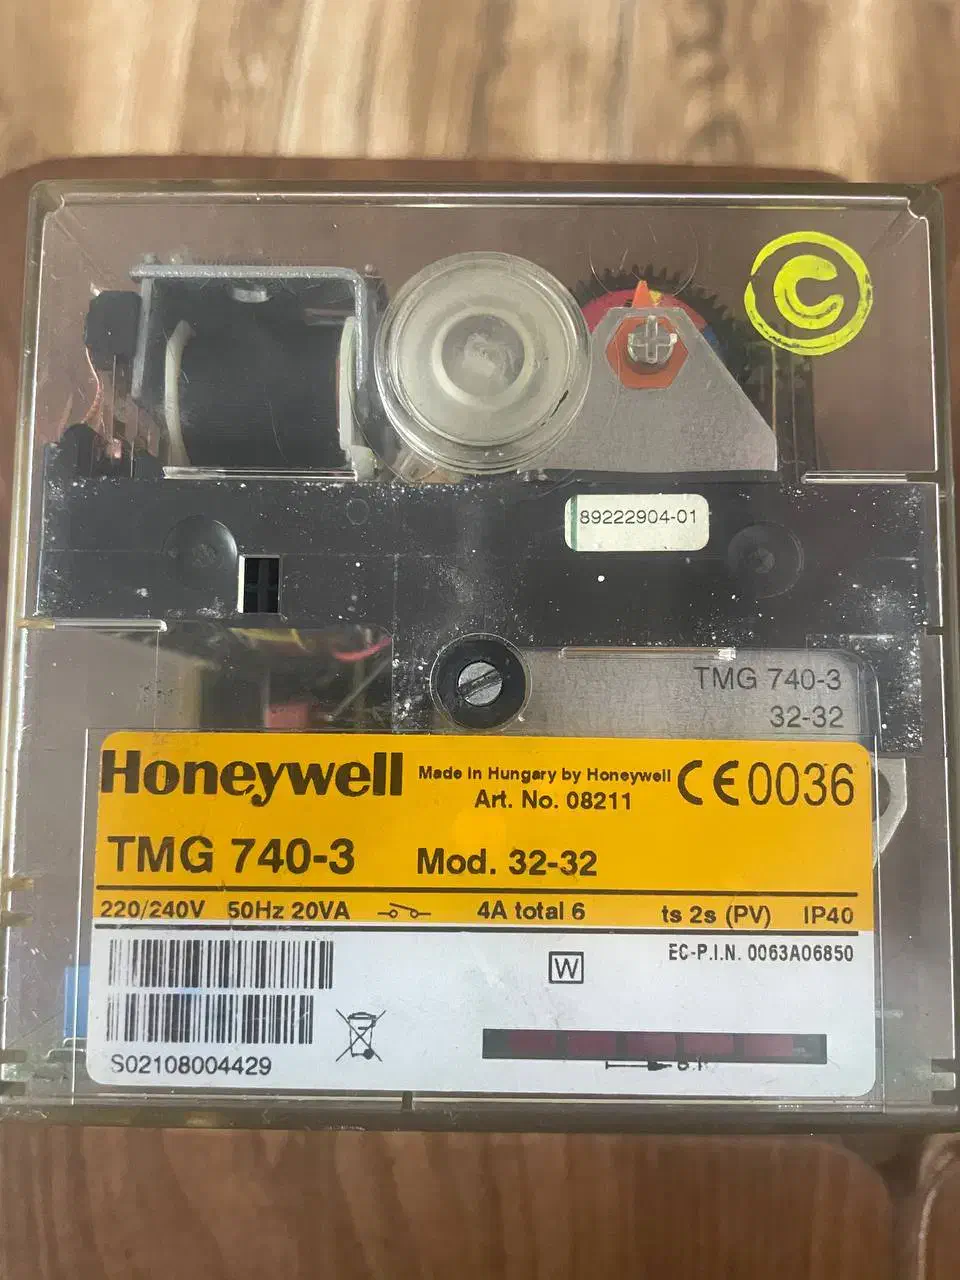 C
89222904-01
TMG 740-3
32-32
Honeywell Made in Hungary by Honeywell CE 0036
Art. No. 08211
TMG 740-3 Mod. 32-32
220/240V 50Hz 20VA 4A total 6 ts 2s (PV) IP40
EC-P.I.N. 0063A06850
W
S02108004429